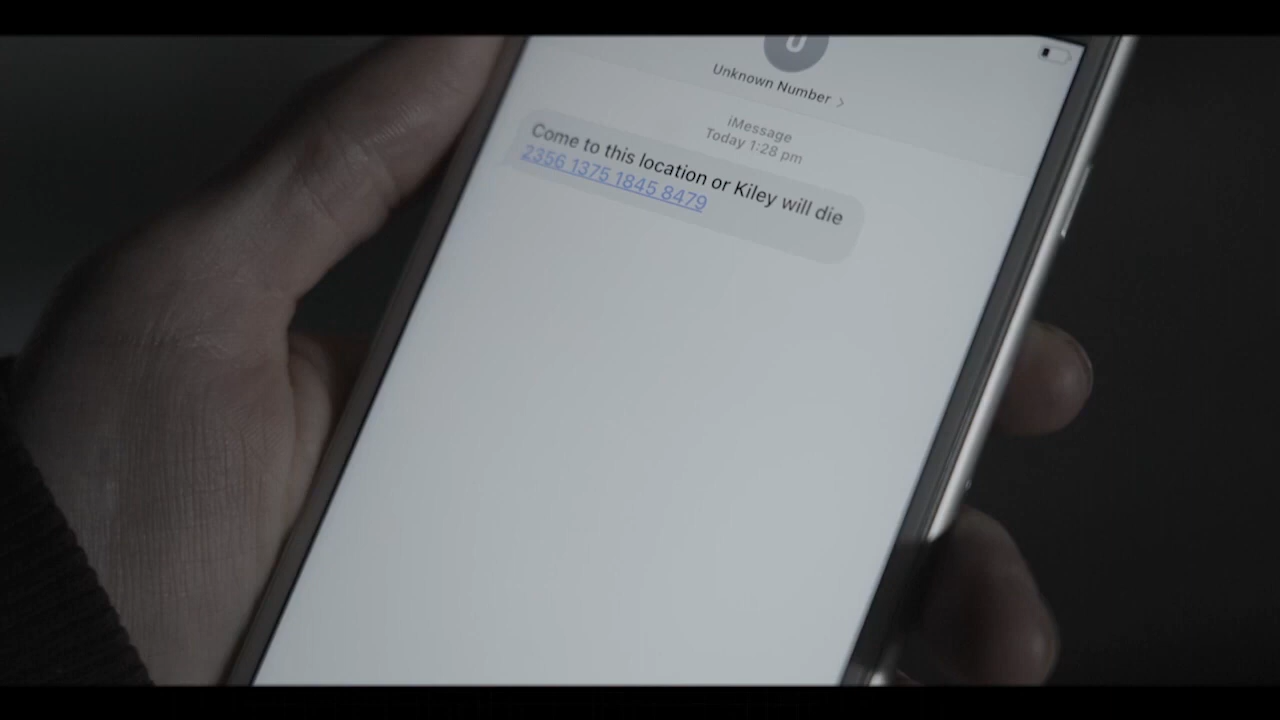 U
Unknown Number >
iMessage
Today 1:28 pm
Come to this location or Kiley will die
2356 1375 1845 8479